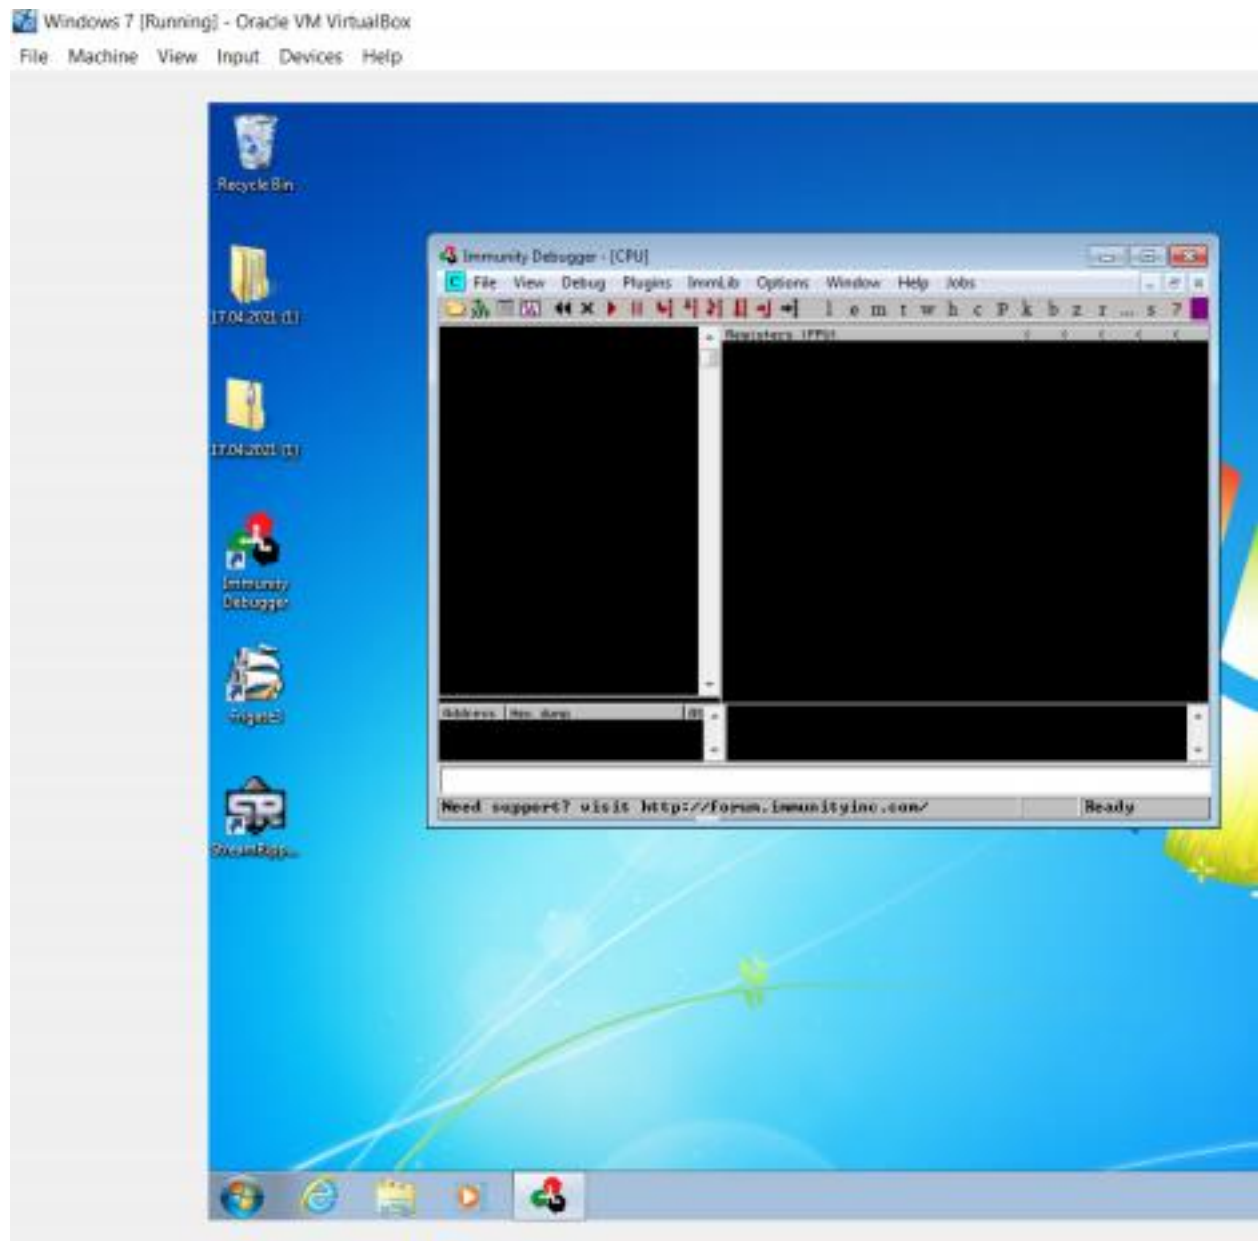 Windows 7 [Running] - Oracle VM VirtualBox
File Machine View Input Devices Help
Recycle Bin
17.04.2021 (1)
17.04.2021 (1)
Immunity
Debugger
Frigate3
StreamRipp...
Immunity Debugger - [CPU]
C File View Debug Plugins ImmLib Options Window Help Jobs
l e m t w h c P k b z r ... s ?
Registers (FPU) < < < < <
Address Hex dump
Need support? visit http://forum.immunityinc.com/ Ready